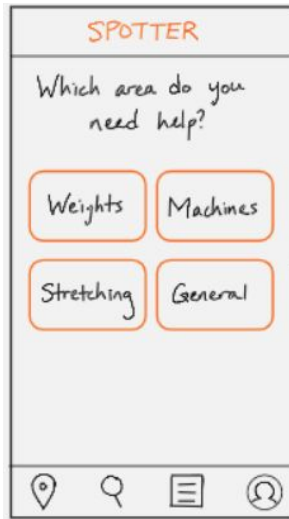 SPOTTER
Which area do you
need help?
Weights
Machines
Stretching
General